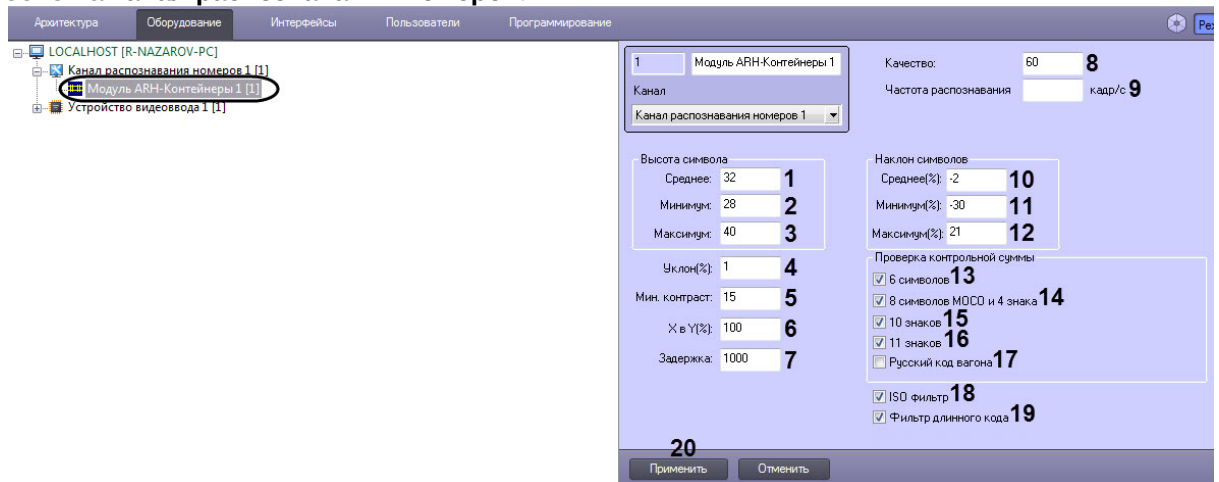 Архитектура Оборудование Интерфейсы Пользователи Программирование
LOCALHOST [R-NAZAROV-PC]
Канал распознавания номеров 1 [1]
Модуль ARH-Контейнеры 1 [1]
Устройство видеоввода 1 [1]
1 Модуль ARH-Контейнеры 1
Канал
Канал распознавания номеров 1
Качество: 60 8
Частота распознавания кадр/с 9
Высота символа
Среднее: 32 1
Минимум: 28 2
Максимум: 40 3
Уклон(%): 1 4
Мин. контраст: 15 5
X в Y(%): 100 6
Задержка: 1000 7
Наклон символов
Среднее(%): -2 10
Минимум(%): -30 11
Максимум(%): 21 12
Проверка контрольной суммы
6 символов 13
8 символов МОСО и 4 знака 14
10 знаков 15
11 знаков 16
Русский код вагона 17
ISO фильтр 18
Фильтр длинного кода 19
20
Применить Отменить